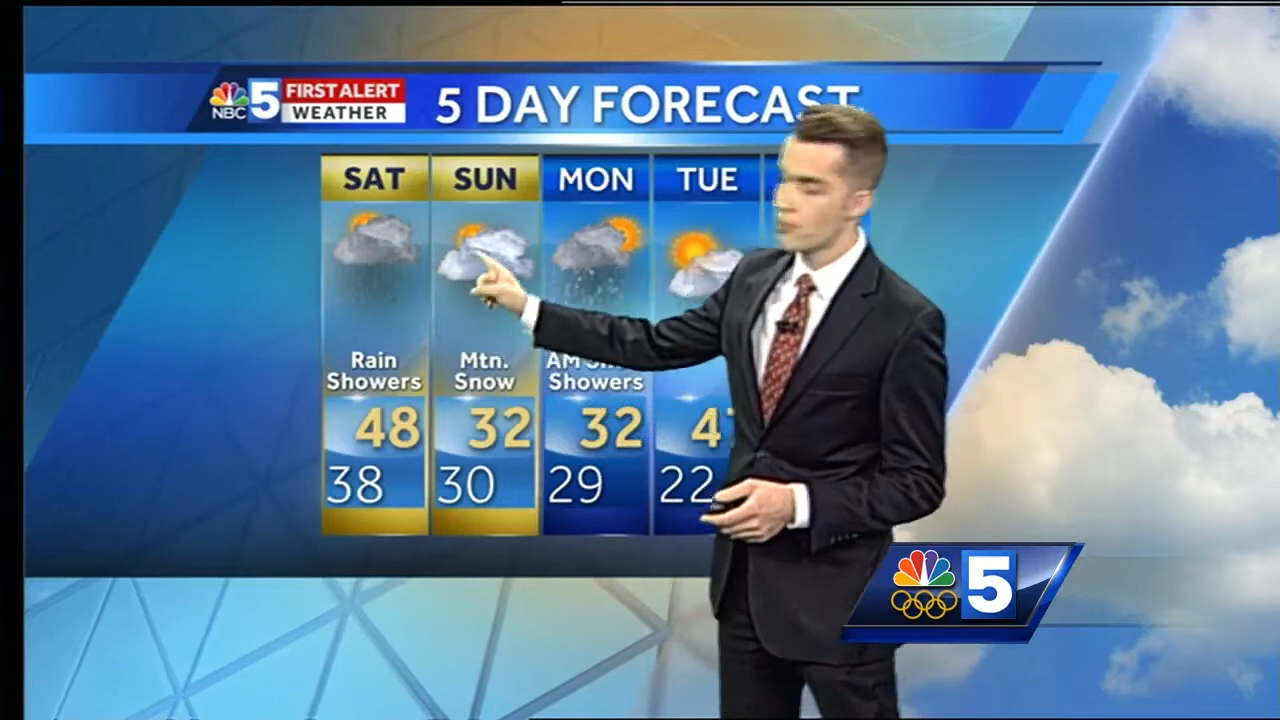 NBC 5 FIRST ALERT WEATHER
5 DAY FORECAST
SAT SUN MON TUE
Rain Showers
Mtn. Snow
AM Showers
48 32 32
38 30 29 22
5